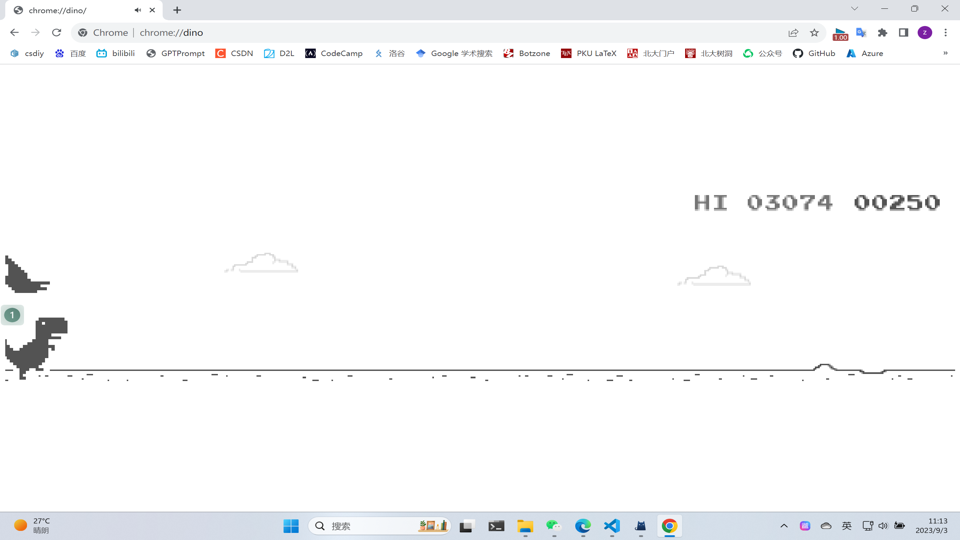 chrome://dino/
Chrome | chrome://dino
1.00
z
csdiy 百度 bilibili GPTPrompt CSDN D2L CodeCamp 洛谷 Google 学术搜索 Botzone PKU LaTeX 北大门户 北大树洞 公众号 GitHub Azure »
HI 03074 00250
1
27°C
晴朗
搜索
英
11:13
2023/9/3